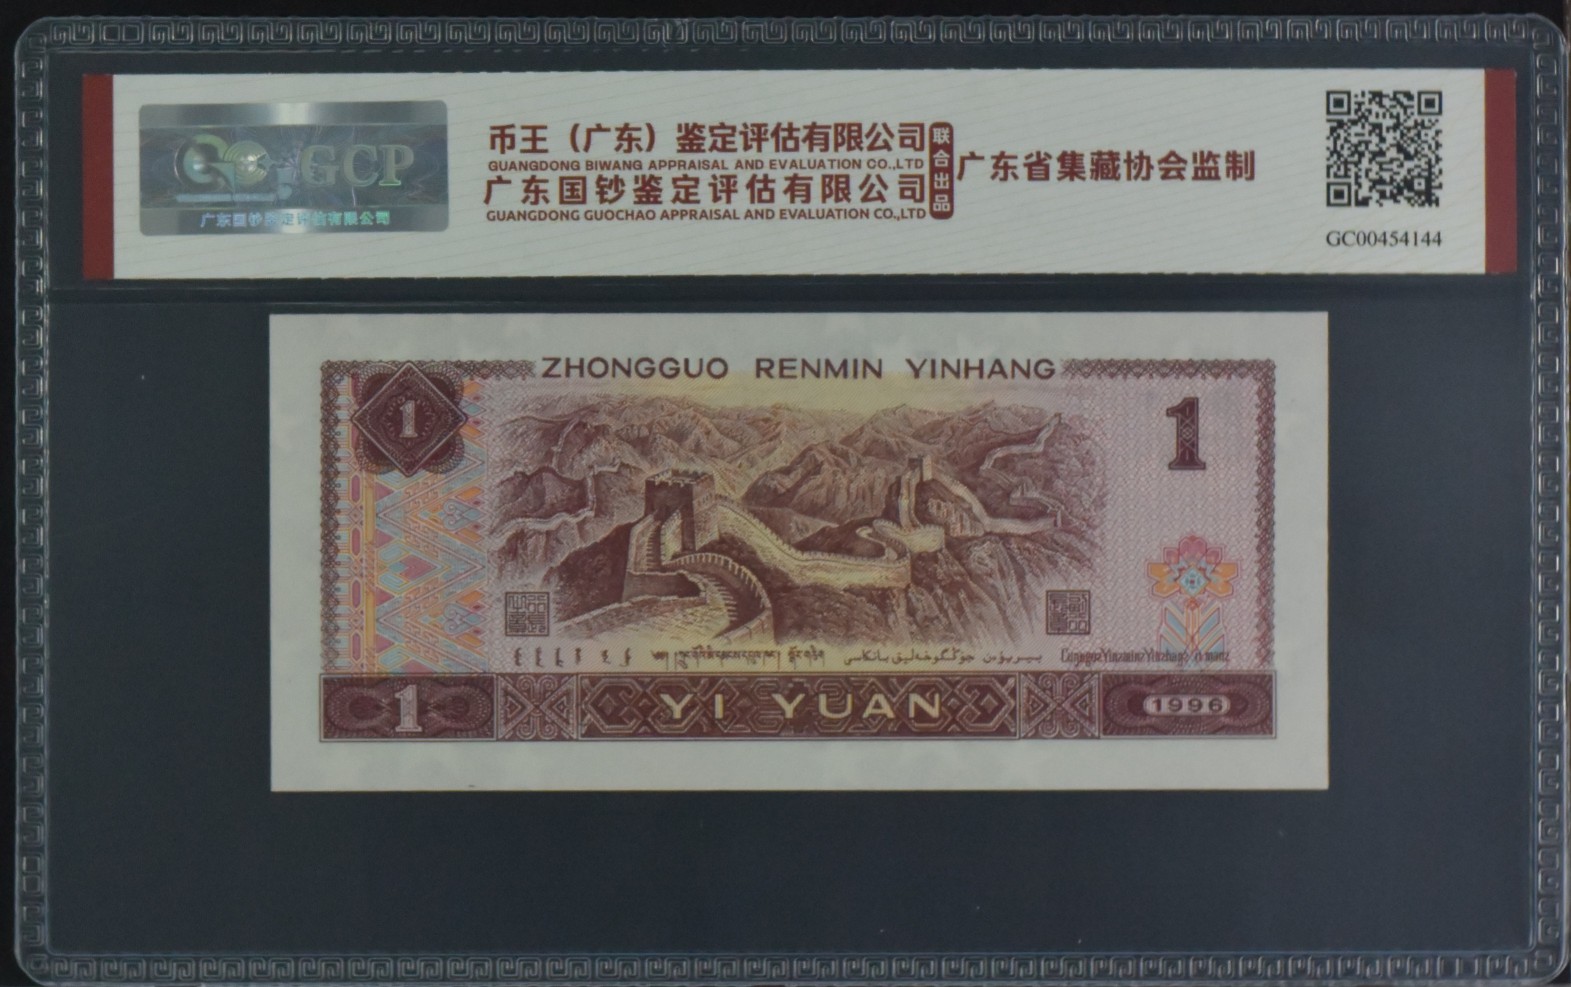 GCP
广东国钞鉴定评估有限公司
币王（广东）鉴定评估有限公司
GUANGDONG BIWANG APPRAISAL AND EVALUATION CO.,LTD
广东国钞鉴定评估有限公司
GUANGDONG GUOCHAO APPRAISAL AND EVALUATION CO.,LTD
联合出品
广东省集藏协会监制
GC00454144
ZHONGGUO RENMIN YINHANG
1
1
1
YI YUAN
1996